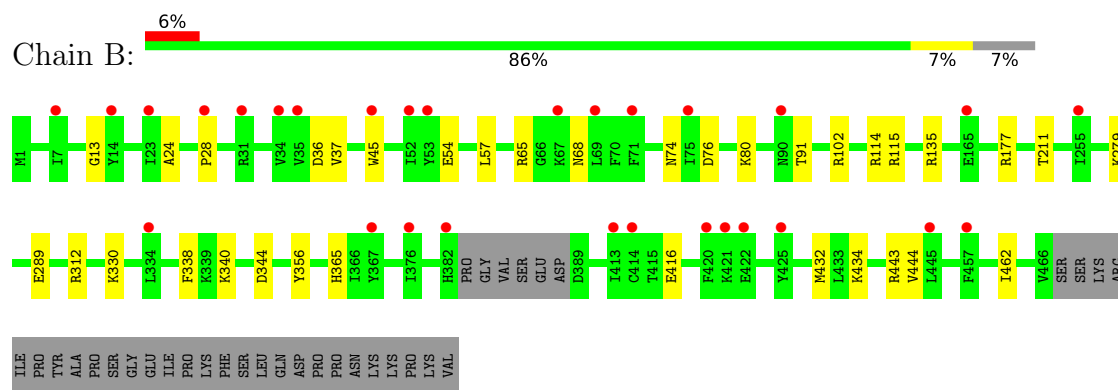 6%
Chain B:
86% 7% 7%
M1 I7 G13 Y14 I23 A24 P28 R31 V34 V35 D36 V37 W45 I52 Y53 E54 L57 R65 G66 K67 N68 L69 F70 F71 N74 I75 D76 K80 N90 T91 R102 R114 R115 R135 E165 R177 T211 I255
E289 R312 K330 L334 F338 K339 K340 D344 Y356 H365 I366 Y367 I376 H382 PRO GLY VAL SER GLU ASP D389 I413 C414 T415 E416 F420 K421 E422 Y425 M432 L433 K434 R443 V444 L445 F457 I462 V466 SER SER LYS ARG
ILE PRO TYR ALA PRO SER GLY GLU ILE PRO LYS PHE SER LEU GLN ASP PRO PRO ASN LYS LYS PRO LYS VAL